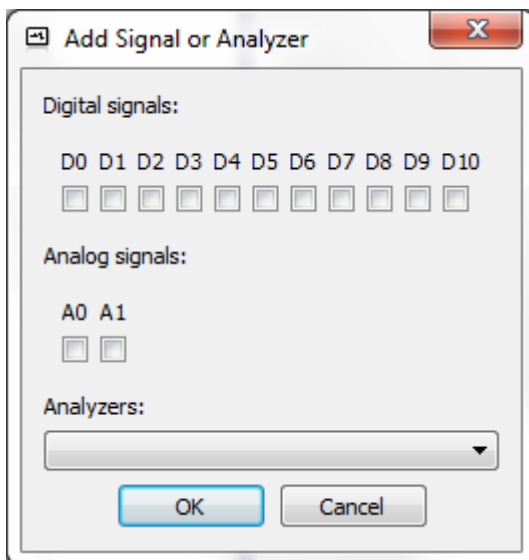 Add Signal or Analyzer
Digital signals:
D0 D1 D2 D3 D4 D5 D6 D7 D8 D9 D10
Analog signals:
A0 A1
Analyzers:
OK Cancel